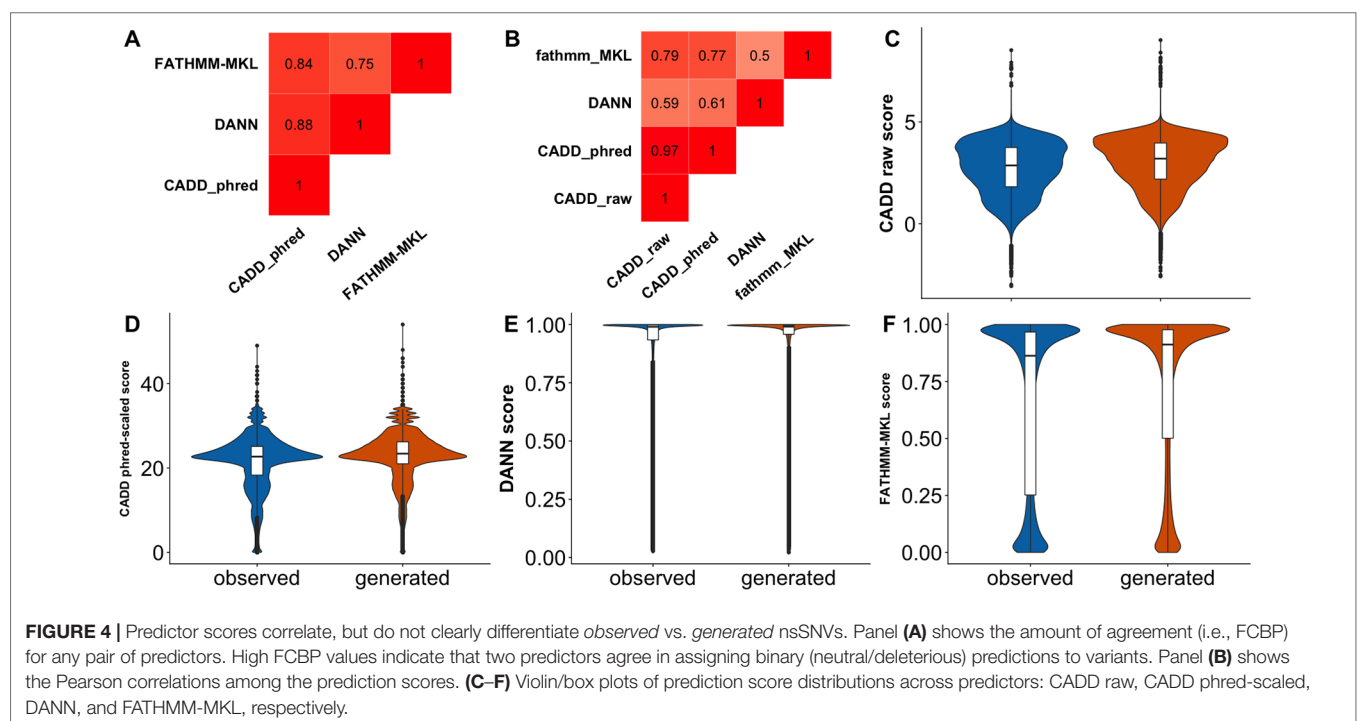 A
FATHMM-MKL 0.84 0.75 1
DANN 0.88 1
CADD_phred 1
CADD_phred DANN FATHMM-MKL
B
fathmm_MKL 0.79 0.77 0.5 1
DANN 0.59 0.61 1
CADD_phred 0.97 1
CADD_raw 1
CADD_raw CADD_phred DANN fathmm_MKL
C
CADD raw score
5
0
D
CADD phred-scaled score
40
20
0
observed generated
E
DANN score
1.00
0.75
0.50
0.25
0.00
observed generated
F
FATHMM-MKL score
1.00
0.75
0.50
0.25
0.00
observed generated
FIGURE 4 | Predictor scores correlate, but do not clearly differentiate observed vs. generated nsSNVs. Panel (A) shows the amount of agreement (i.e., FCBP)
for any pair of predictors. High FCBP values indicate that two predictors agree in assigning binary (neutral/deleterious) predictions to variants. Panel (B) shows
the Pearson correlations among the prediction scores. (C–F) Violin/box plots of prediction score distributions across predictors: CADD raw, CADD phred-scaled,
DANN, and FATHMM-MKL, respectively.